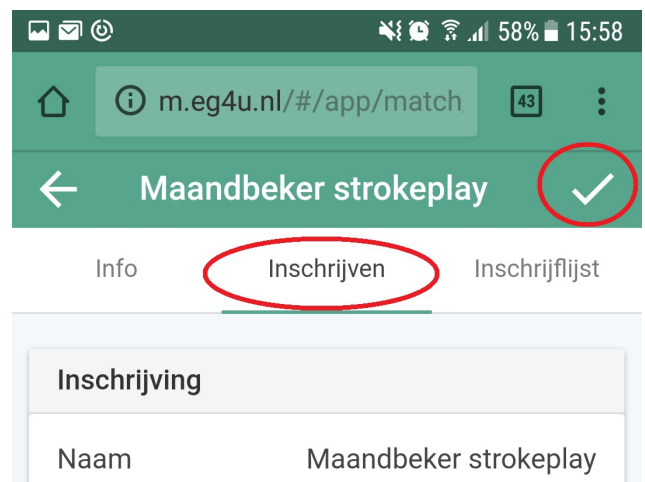 58% 15:58
m.eg4u.nl/#/app/match 43
Maandbeker strokeplay
Info Inschrijven Inschrijflijst
Inschrijving
Naam Maandbeker strokeplay